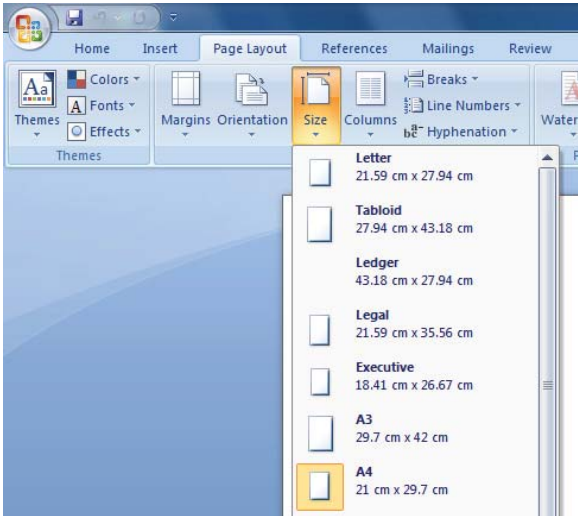 Home Insert Page Layout References Mailings Review
Aa
Themes
Colors
A Fonts
Effects
Themes
Margins Orientation Size Columns
Breaks
Line Numbers
Hyphenation
Letter
21.59 cm x 27.94 cm
Tabloid
27.94 cm x 43.18 cm
Ledger
43.18 cm x 27.94 cm
Legal
21.59 cm x 35.56 cm
Executive
18.41 cm x 26.67 cm
A3
29.7 cm x 42 cm
A4
21 cm x 29.7 cm